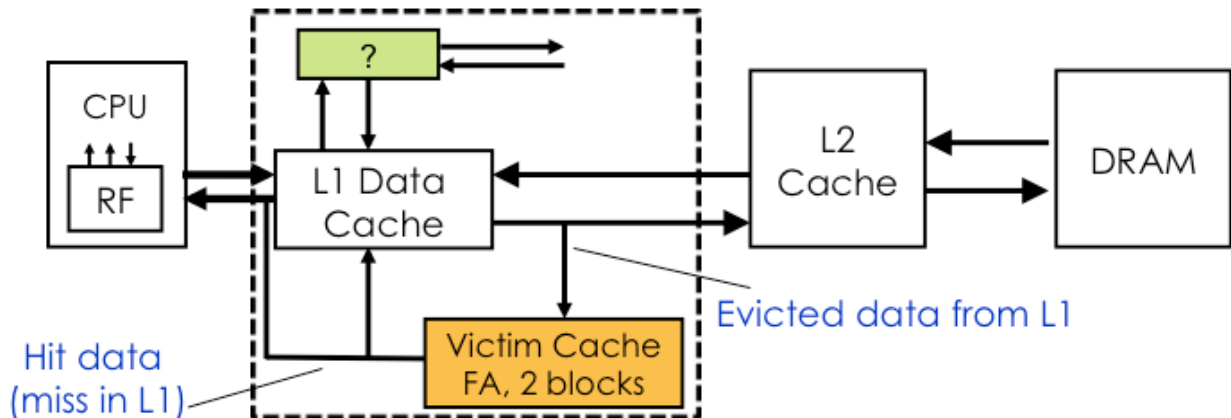 ?
CPU
RF
L1 Data
Cache
L2
Cache
DRAM
Evicted data from L1
Victim Cache
FA, 2 blocks
Hit data
(miss in L1)